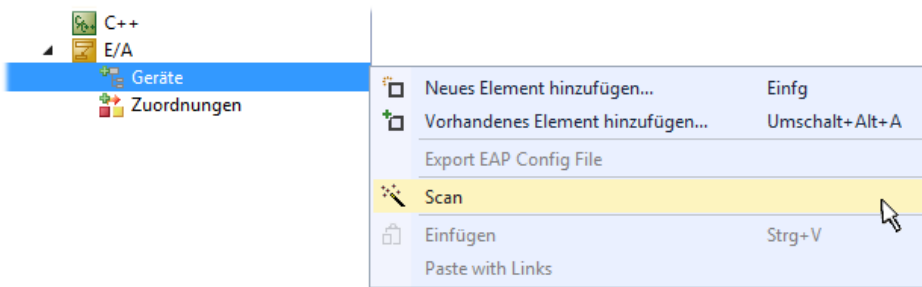 C++
E/A
Geräte
Zuordnungen
Neues Element hinzufügen... Einfg
Vorhandenes Element hinzufügen... Umschalt+Alt+A
Export EAP Config File
Scan
Einfügen Strg+V
Paste with Links